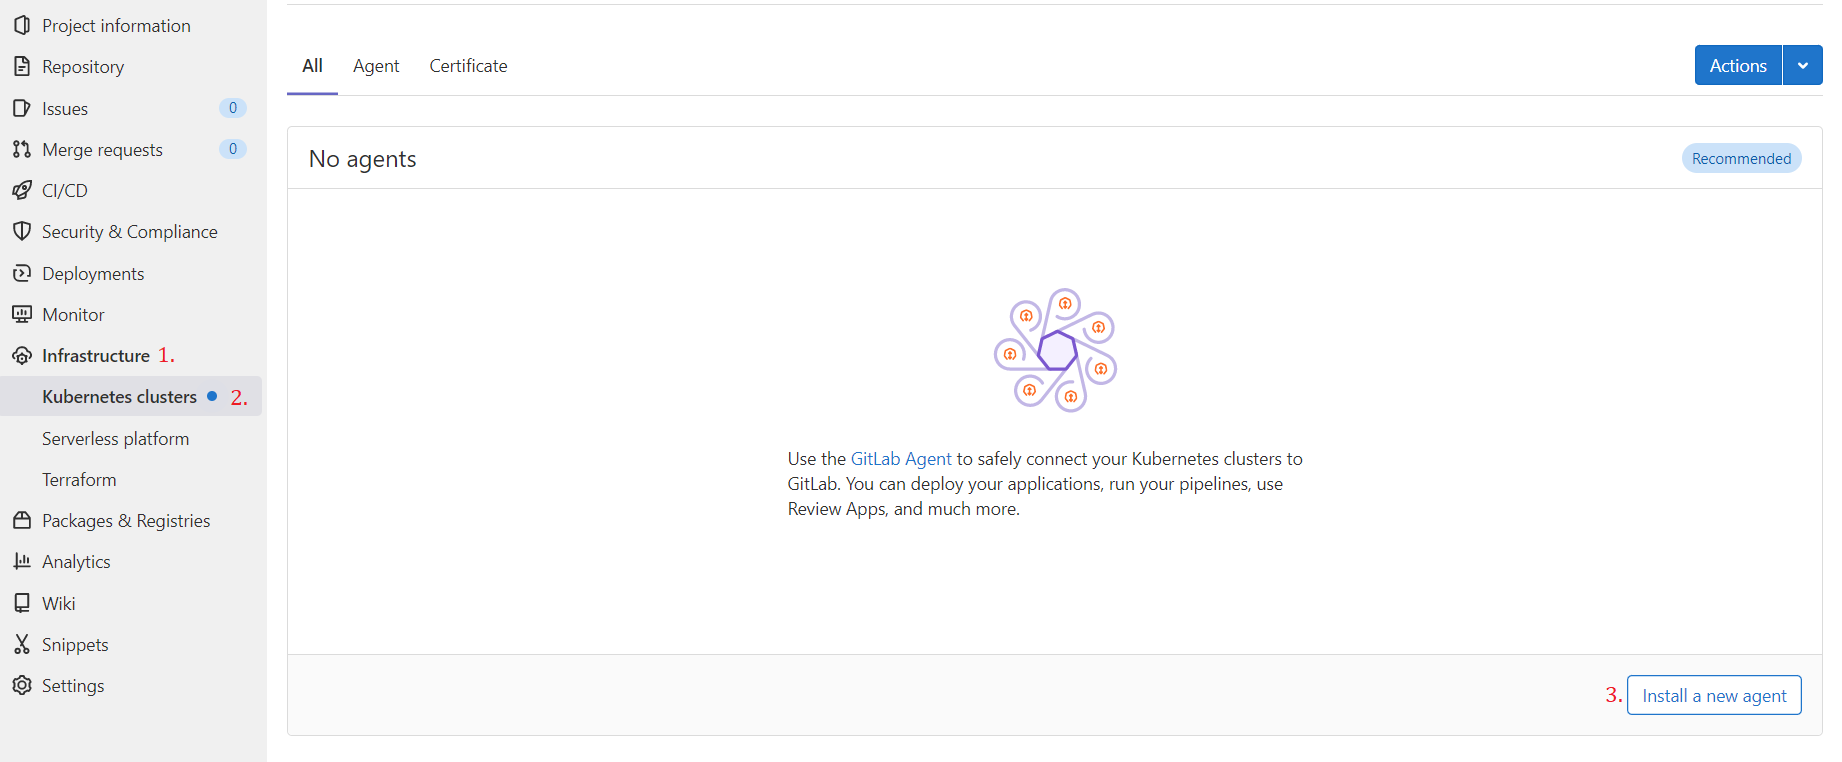 Project information
Repository
Issues 0
Merge requests 0
CI/CD
Security & Compliance
Deployments
Monitor
Infrastructure 1.
Kubernetes clusters 2.
Serverless platform
Terraform
Packages & Registries
Analytics
Wiki
Snippets
Settings
All Agent Certificate
Actions
No agents
Recommended
Use the GitLab Agent to safely connect your Kubernetes clusters to
GitLab. You can deploy your applications, run your pipelines, use
Review Apps, and much more.
3. Install a new agent